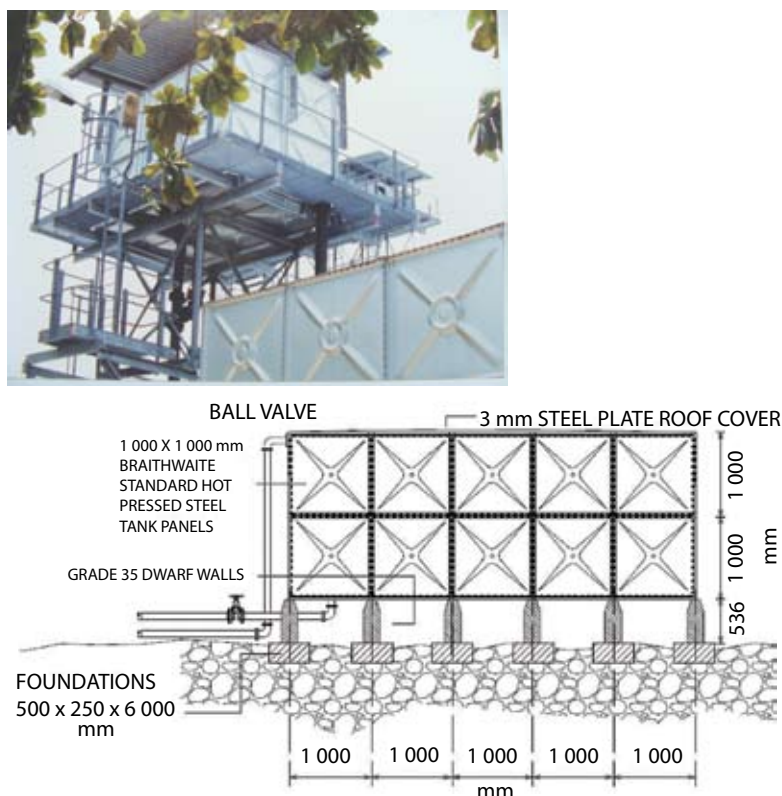 BALL VALVE
3 mm STEEL PLATE ROOF COVER
1 000 X 1 000 mm
BRAITHWAITE
STANDARD HOT
PRESSED STEEL
TANK PANELS
1 000
1 000
mm
GRADE 35 DWARF WALLS
536
FOUNDATIONS
500 x 250 x 6 000
mm
1 000
1 000
1 000
1 000
1 000
mm